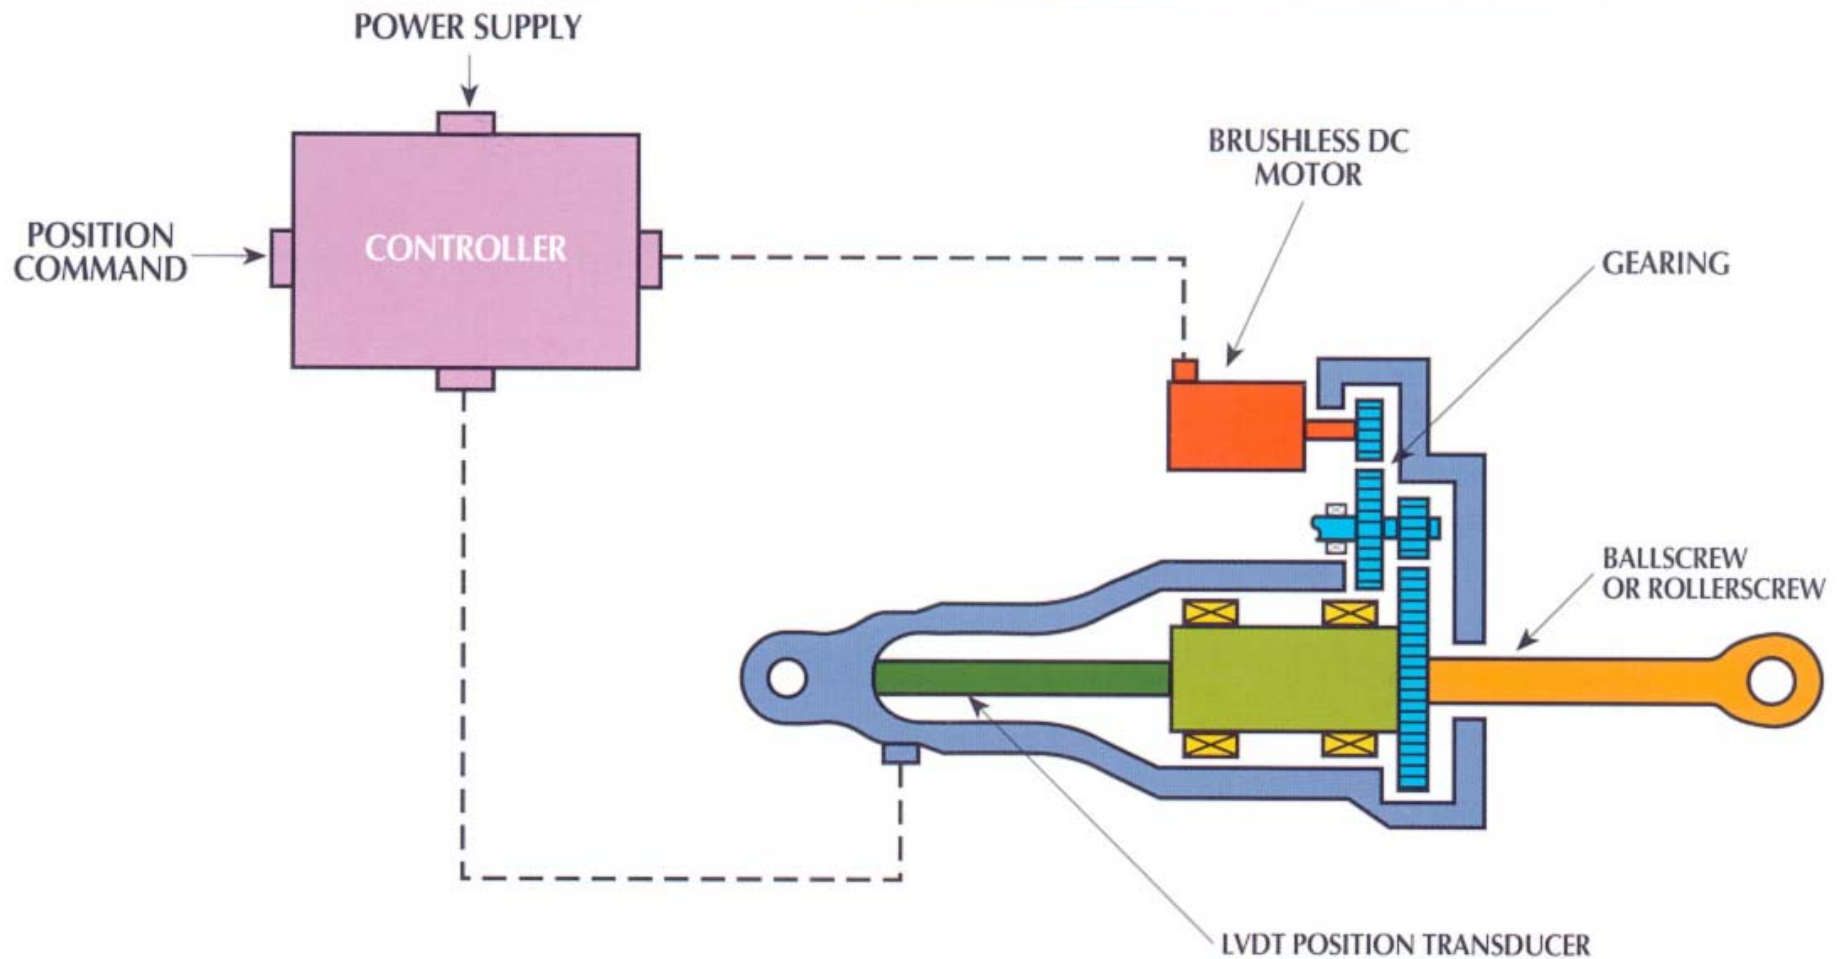 POWER SUPPLY
BRUSHLESS DC
MOTOR
POSITION
COMMAND
CONTROLLER
GEARING
BALLSCREW
OR ROLLERSCREW
LVDT POSITION TRANSDUCER